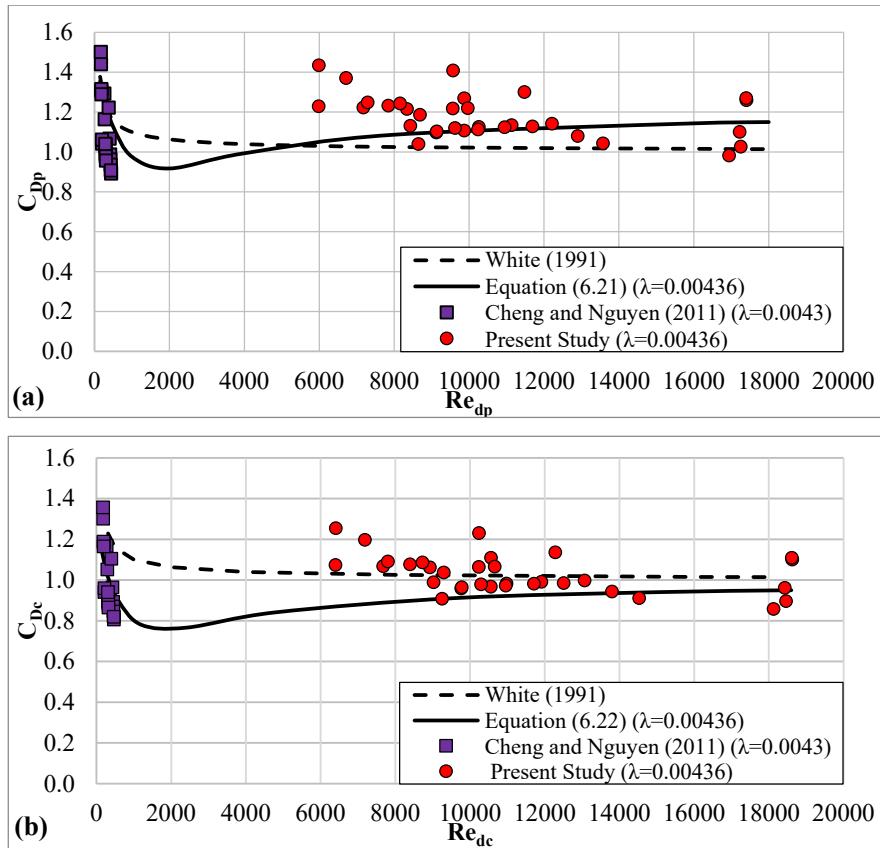 1.6
1.4
1.2
1.0
0.8
0.6
0.4
0.2
0.0
C_Dp
White (1991)
Equation (6.21) (λ=0.00436)
Cheng and Nguyen (2011) (λ=0.0043)
Present Study (λ=0.00436)
0 2000 4000 6000 8000 10000 12000 14000 16000 18000 20000
(a)
Re_dp
1.6
1.4
1.2
1.0
0.8
0.6
0.4
0.2
0.0
C_Dc
White (1991)
Equation (6.22) (λ=0.00436)
Cheng and Nguyen (2011) (λ=0.0043)
Present Study (λ=0.00436)
0 2000 4000 6000 8000 10000 12000 14000 16000 18000 20000
(b)
Re_dc